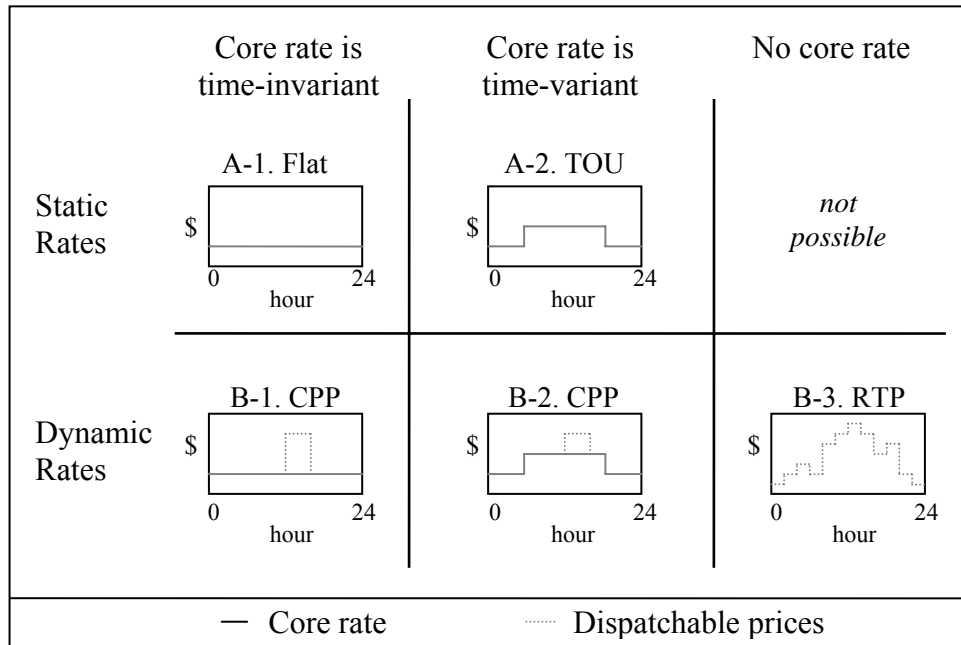 Core rate is
time-invariant
Core rate is
time-variant
No core rate
Static
Rates
A-1. Flat
$
0
24
hour
A-2. TOU
$
0
24
hour
not
possible
Dynamic
Rates
B-1. CPP
$
0
24
hour
B-2. CPP
$
0
24
hour
B-3. RTP
$
0
24
hour
Core rate
Dispatchable prices